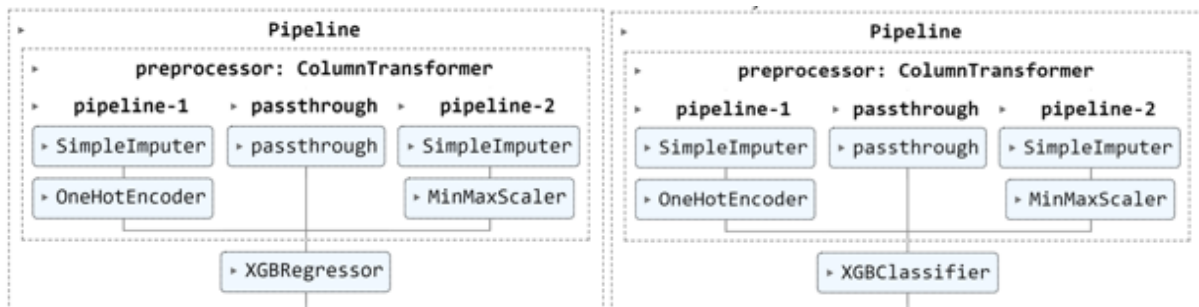 Pipeline
preprocessor: ColumnTransformer
pipeline-1 passthrough pipeline-2
SimpleImputer passthrough SimpleImputer
OneHotEncoder MinMaxScaler
XGBRegressor
Pipeline
preprocessor: ColumnTransformer
pipeline-1 passthrough pipeline-2
SimpleImputer passthrough SimpleImputer
OneHotEncoder MinMaxScaler
XGBClassifier